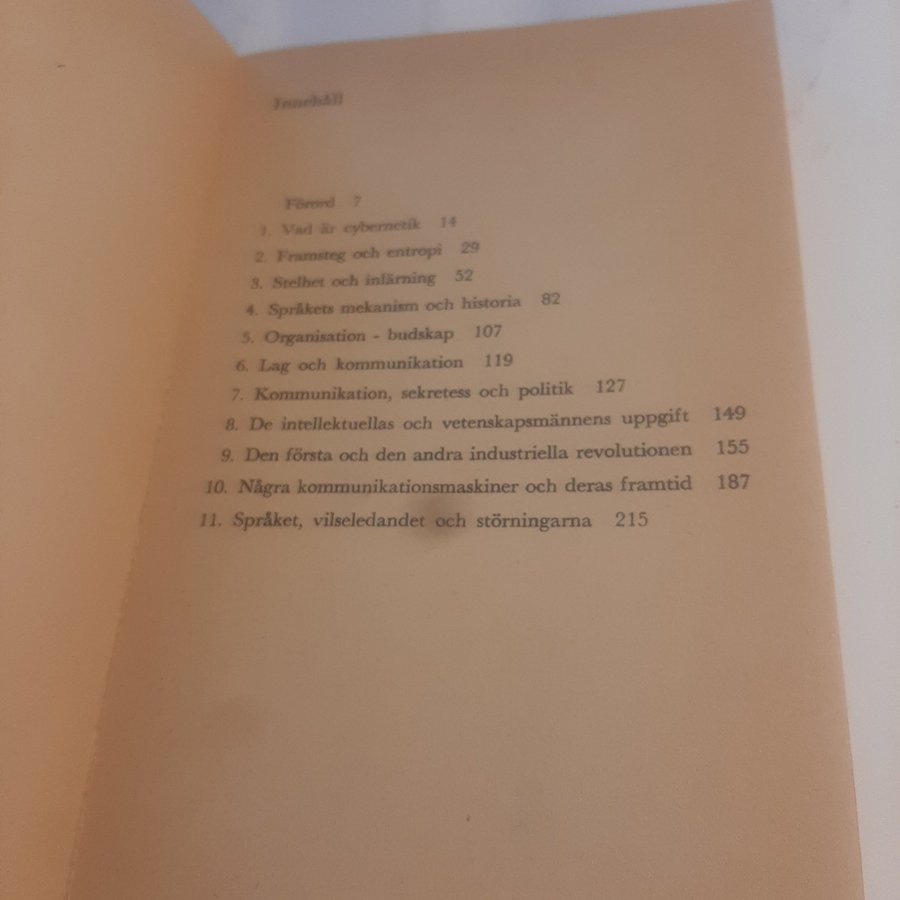 Innehåll
Förord 7
1. Vad är cybernetik 14
2. Framsteg och entropi 29
3. Stelhet och inlärning 52
4. Språkets mekanism och historia 82
5. Organisation - budskap 107
6. Lag och kommunikation 119
7. Kommunikation, sekretess och politik 127
8. De intellektuellas och vetenskapsmännens uppgift 149
9. Den första och den andra industriella revolutionen 155
10. Några kommunikationsmaskiner och deras framtid 187
11. Språket, vilseledandet och störningarna 215